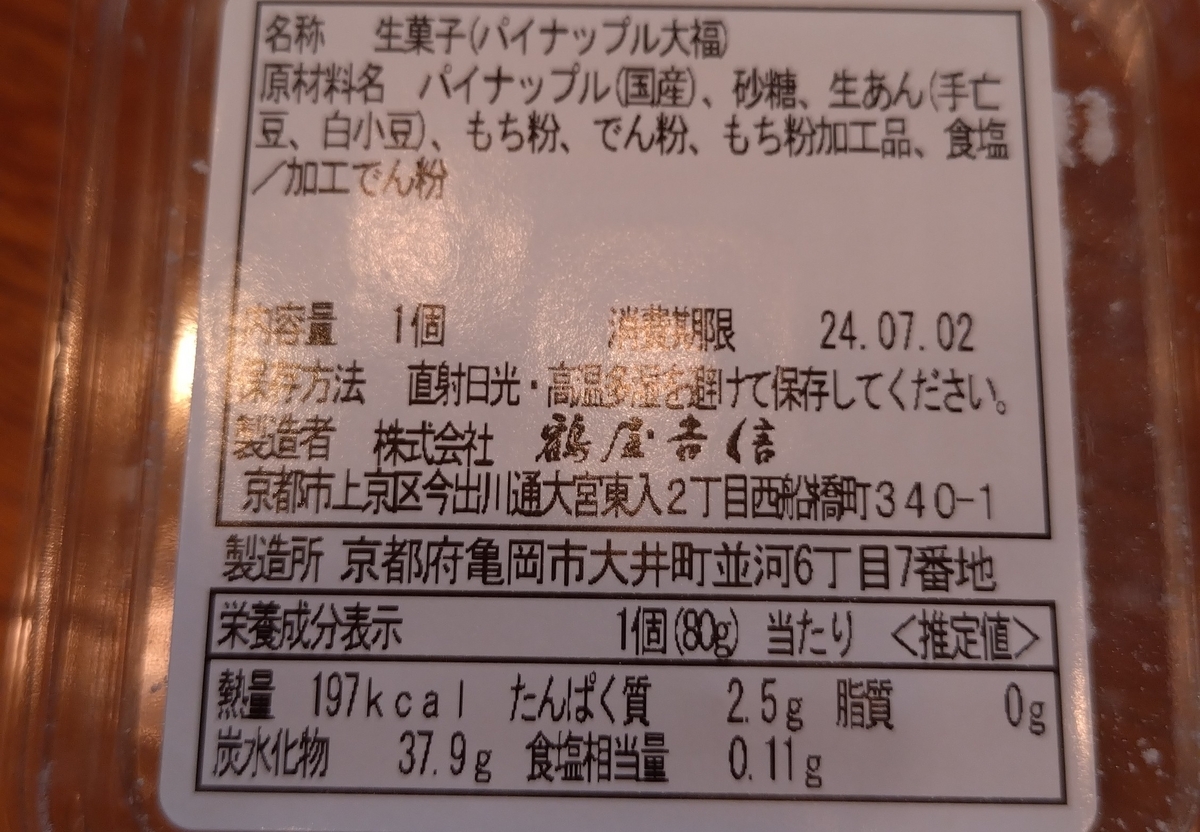 名称 生菓子(パイナップル大福)
原材料名 パイナップル(国産)、砂糖、生あん(手亡
豆、白小豆)、もち粉、でん粉、もち粉加工品、食塩
/加工でん粉
内容量 1個 消費期限 24.07.02
保存方法 直射日光・高温多湿を避けて保存してください。
製造者 株式会社 鶴屋吉信
京都市上京区今出川通大宮東入2丁目西船橋町340-1
製造所 京都府亀岡市大井町並河6丁目7番地
栄養成分表示 1個(80g) 当たり <推定値>
熱量 197kcal たんぱく質 2.5g 脂質 0g
炭水化物 37.9g 食塩相当量 0.11g